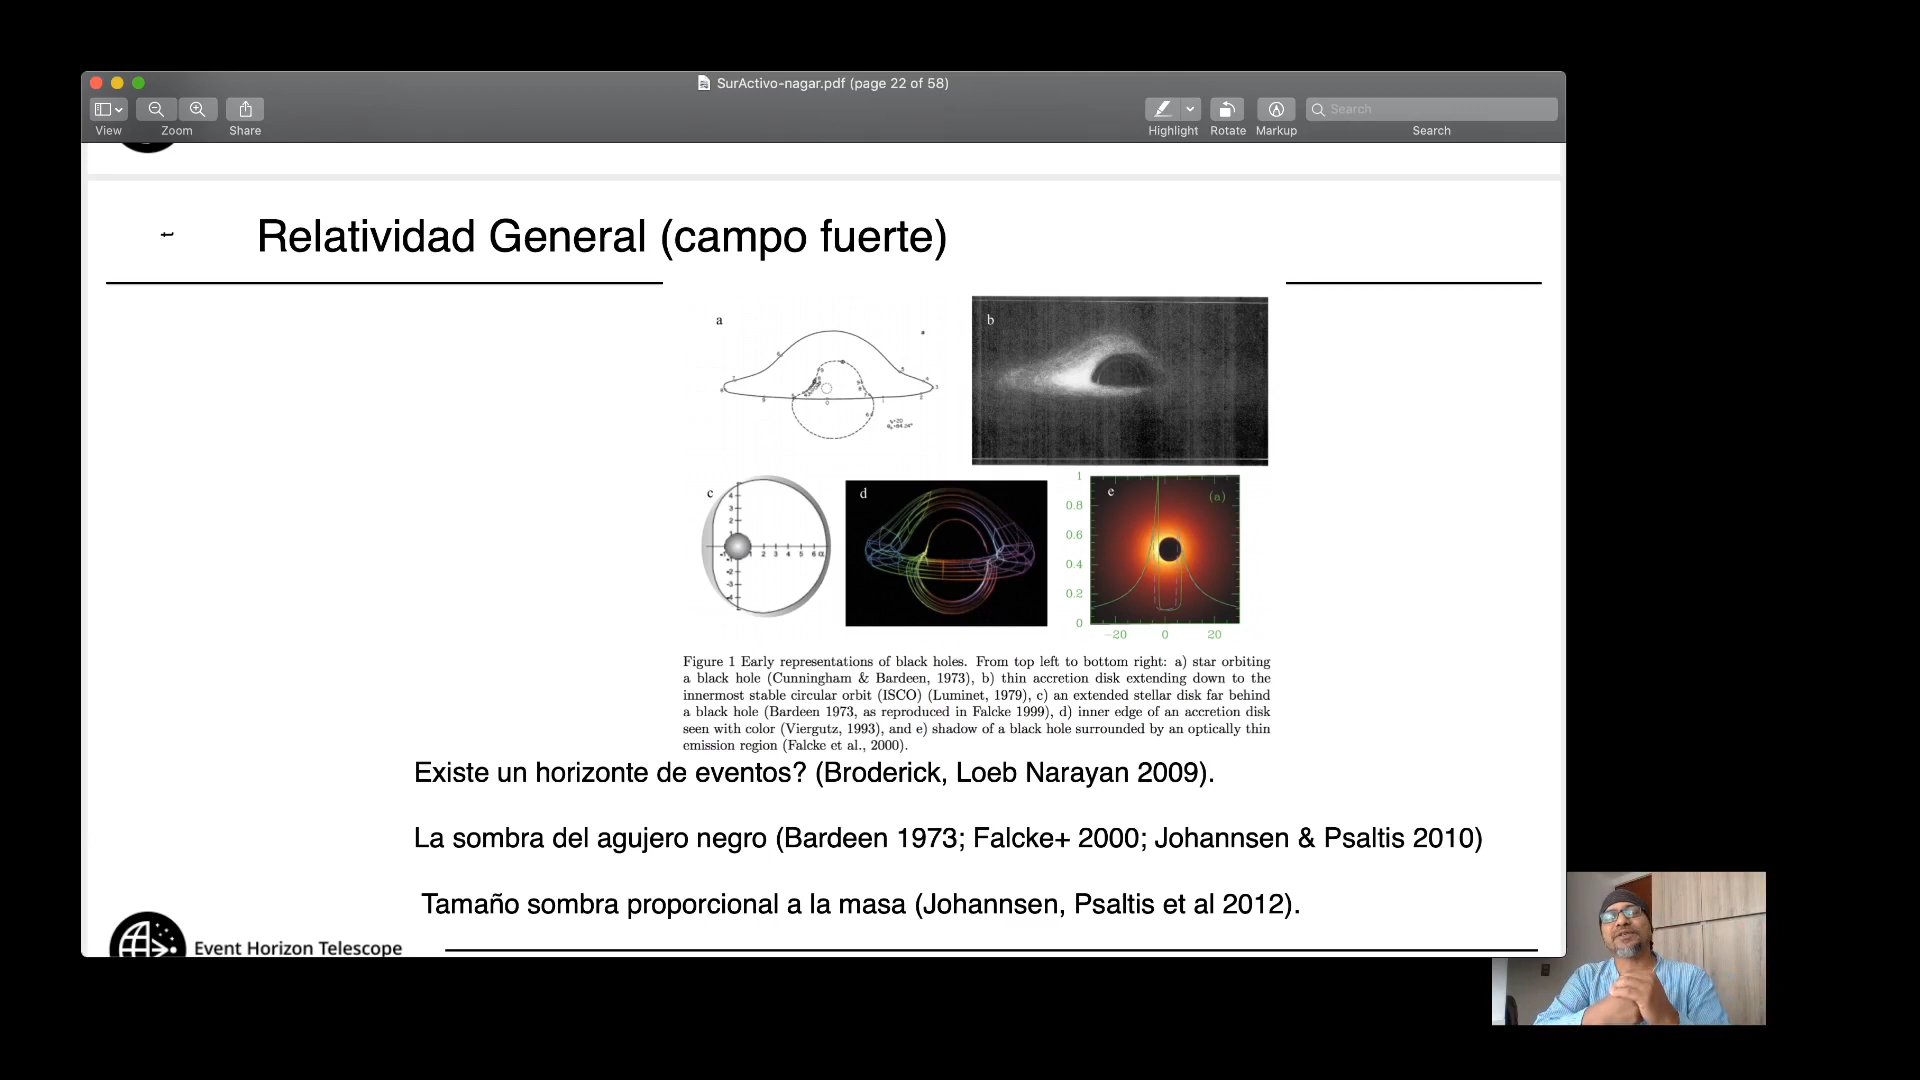 SurActivo-nagar.pdf (page 22 of 58)
View
Zoom
Share
Highlight
Rotate
Markup
Search
Search
Relatividad General (campo fuerte)
a
b
c
d
e
(a)
1
0.8
0.6
0.4
0.2
0
−20 0 20
Figure 1 Early representations of black holes. From top left to bottom right: a) star orbiting
a black hole (Cunningham & Bardeen, 1973), b) thin accretion disk extending down to the
innermost stable circular orbit (ISCO) (Luminet, 1979), c) an extended stellar disk far behind
a black hole (Bardeen 1973, as reproduced in Falcke 1999), d) inner edge of an accretion disk
seen with color (Viergutz, 1993), and e) shadow of a black hole surrounded by an optically thin
emission region (Falcke et al., 2000).
Existe un horizonte de eventos? (Broderick, Loeb Narayan 2009).
La sombra del agujero negro (Bardeen 1973; Falcke+ 2000; Johannsen & Psaltis 2010)
Tamaño sombra proporcional a la masa (Johannsen, Psaltis et al 2012).
Event Horizon Telescope